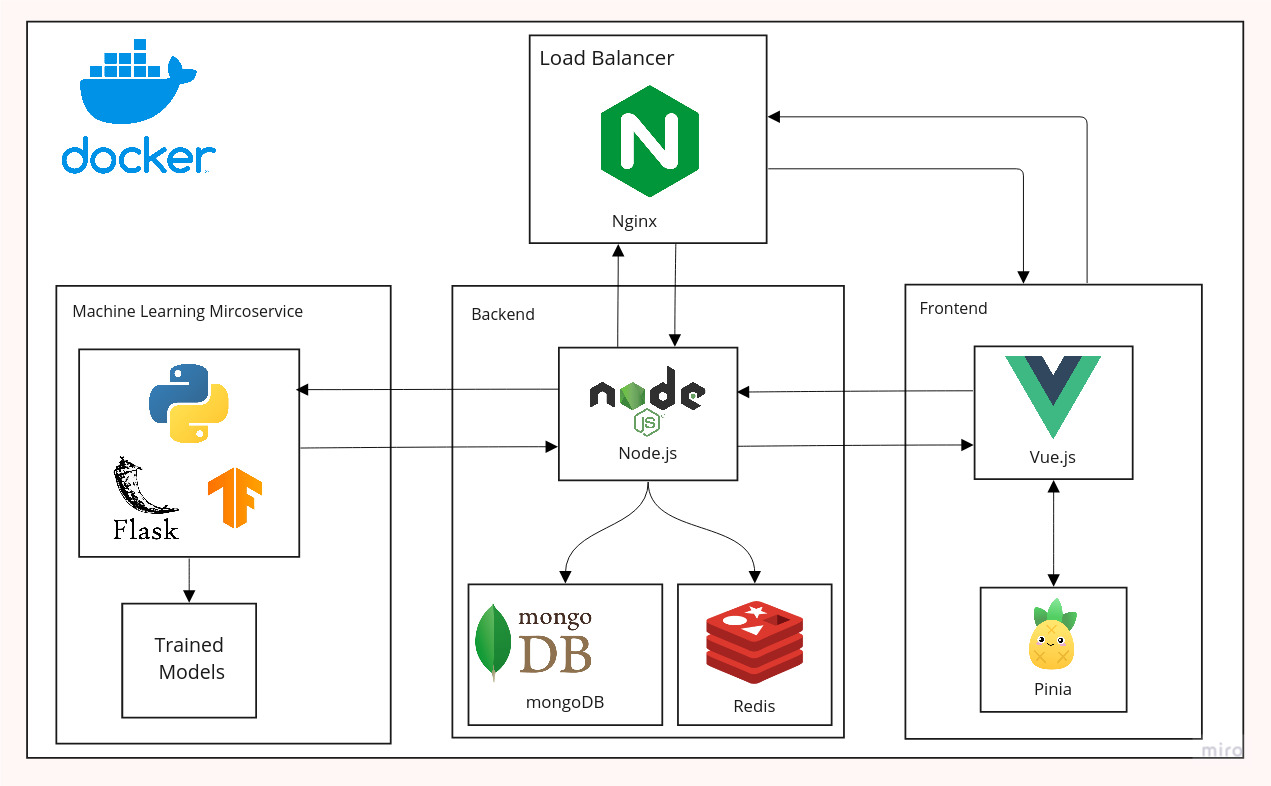 docker
Load Balancer
N
Nginx
Machine Learning Mircoservice
Flask
TF
Trained
Models
Backend
node
JS
Node.js
mongo
DB
mongoDB
Redis
Frontend
Vue.js
Pinia
miro